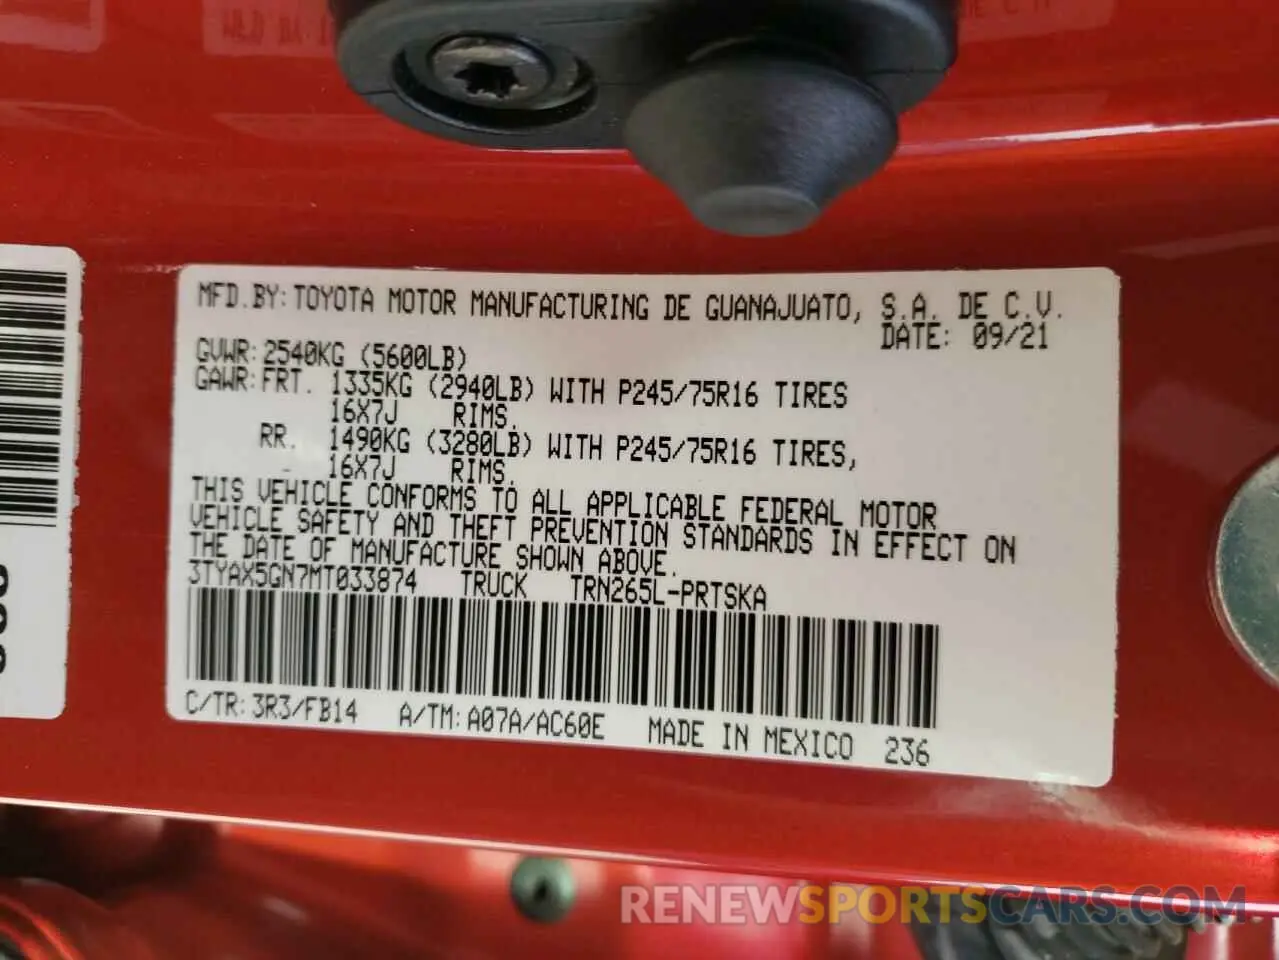 MFD.BY:TOYOTA MOTOR MANUFACTURING DE GUANAJUATO, S.A. DE C.V.
DATE: 09/21
GVWR:2540KG (5600LB)
GAWR:FRT. 1335KG (2940LB) WITH P245/75R16 TIRES
16X7J RIMS.
RR. 1490KG (3280LB) WITH P245/75R16 TIRES,
16X7J RIMS.
THIS VEHICLE CONFORMS TO ALL APPLICABLE FEDERAL MOTOR
VEHICLE SAFETY AND THEFT PREVENTION STANDARDS IN EFFECT ON
THE DATE OF MANUFACTURE SHOWN ABOVE.
3TYAX5GN7MT033874 TRUCK TRN265L-PRTSKA
C/TR:3R3/FB14 A/TM:A07A/AC60E MADE IN MEXICO 236
RENEWSPORTSCARS.COM